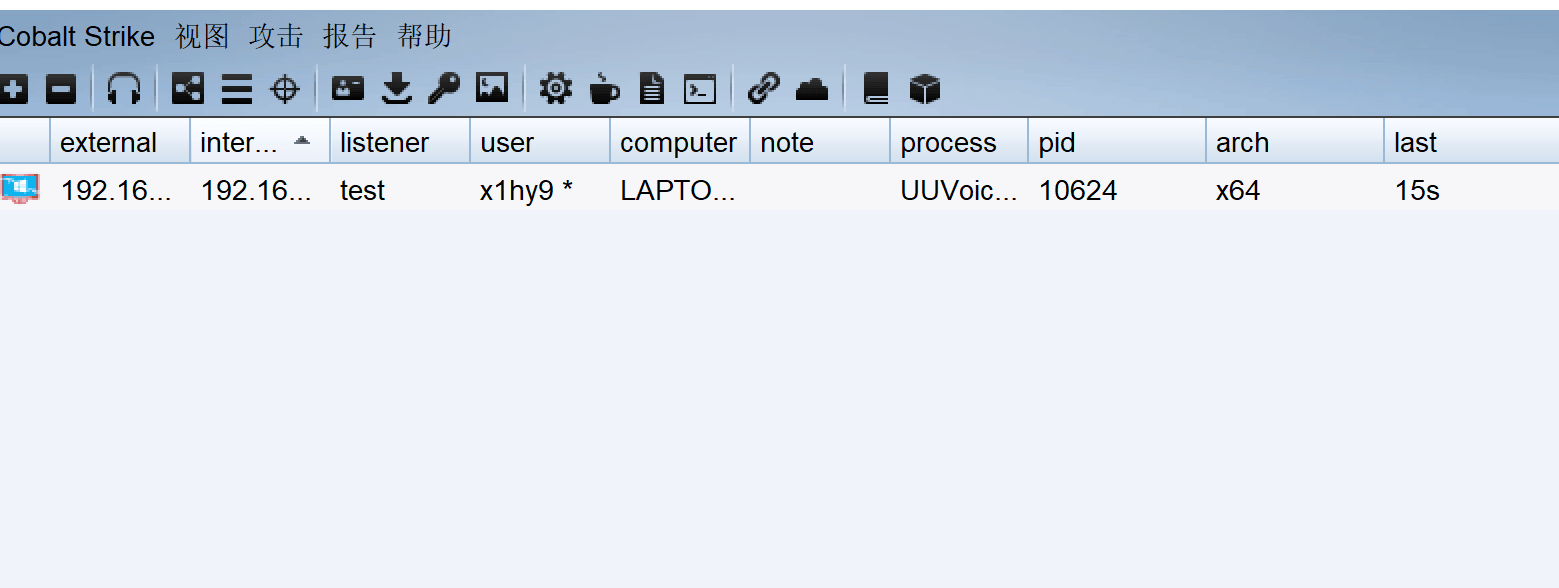 Cobalt Strike 视图 攻击 报告 帮助
external inter... listener user computer note process pid arch last
192.16... 192.16... test x1hy9 * LAPTO... UUVoic... 10624 x64 15s